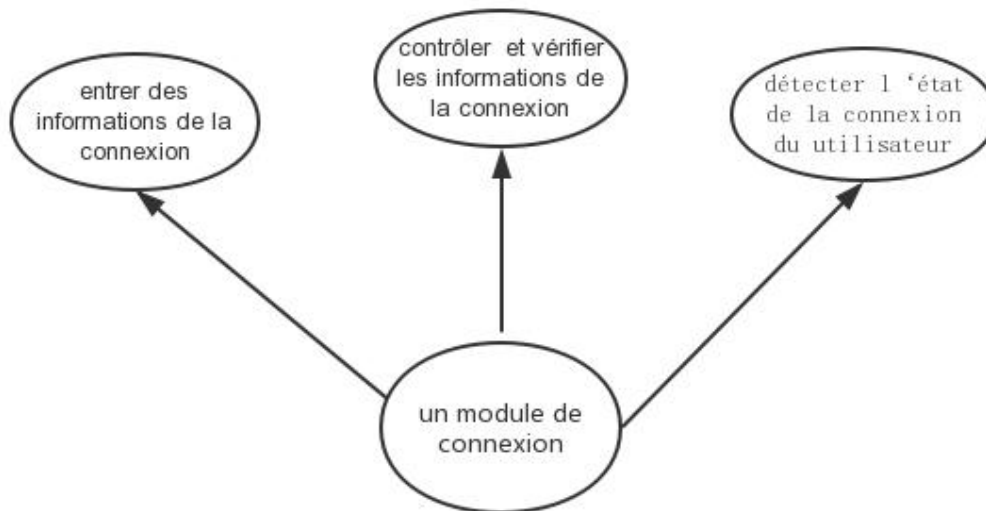 entrer des
informations de la
connexion
contrôler et vérifier
les informations de
la connexion
détecter l ‘état
de la connexion
du utilisateur
un module de
connexion